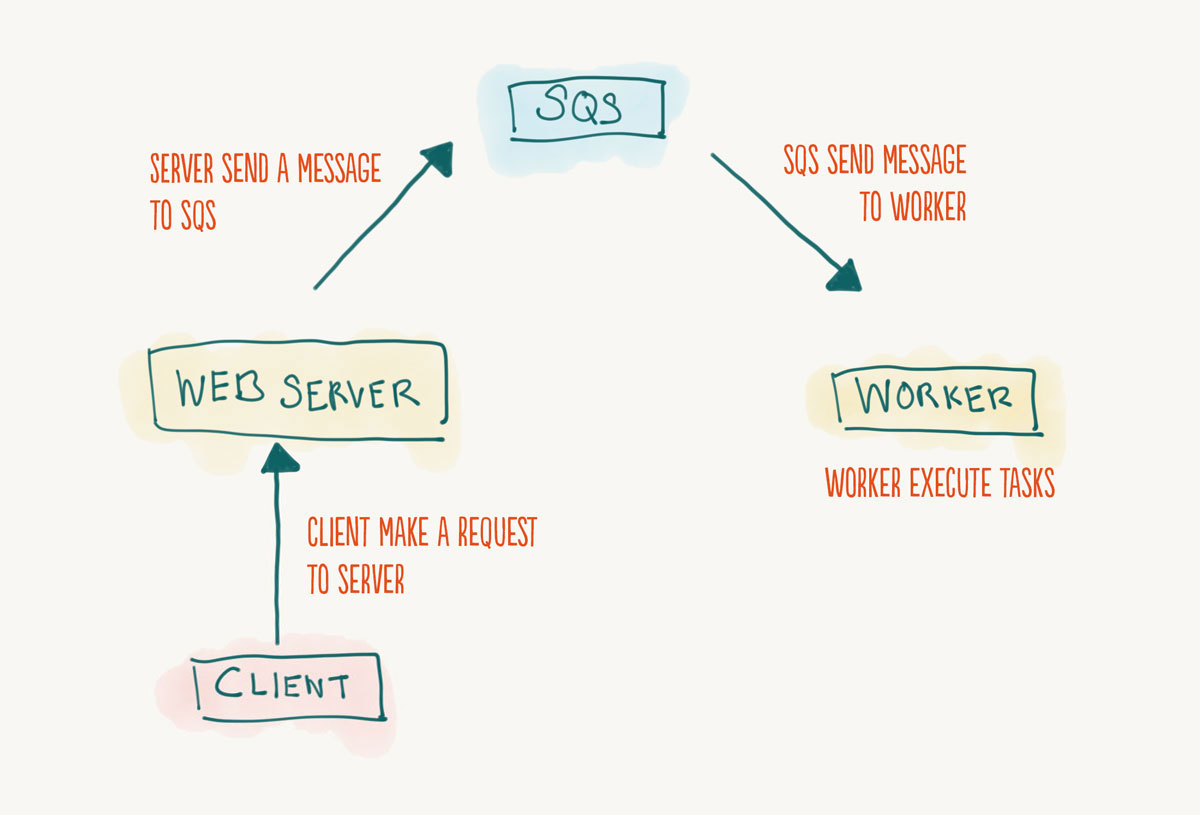 SQS
SERVER SEND A MESSAGE
TO SQS
SQS SEND MESSAGE
TO WORKER
WEB SERVER
WORKER
WORKER EXECUTE TASKS
CLIENT MAKE A REQUEST
TO SERVER
CLIENT